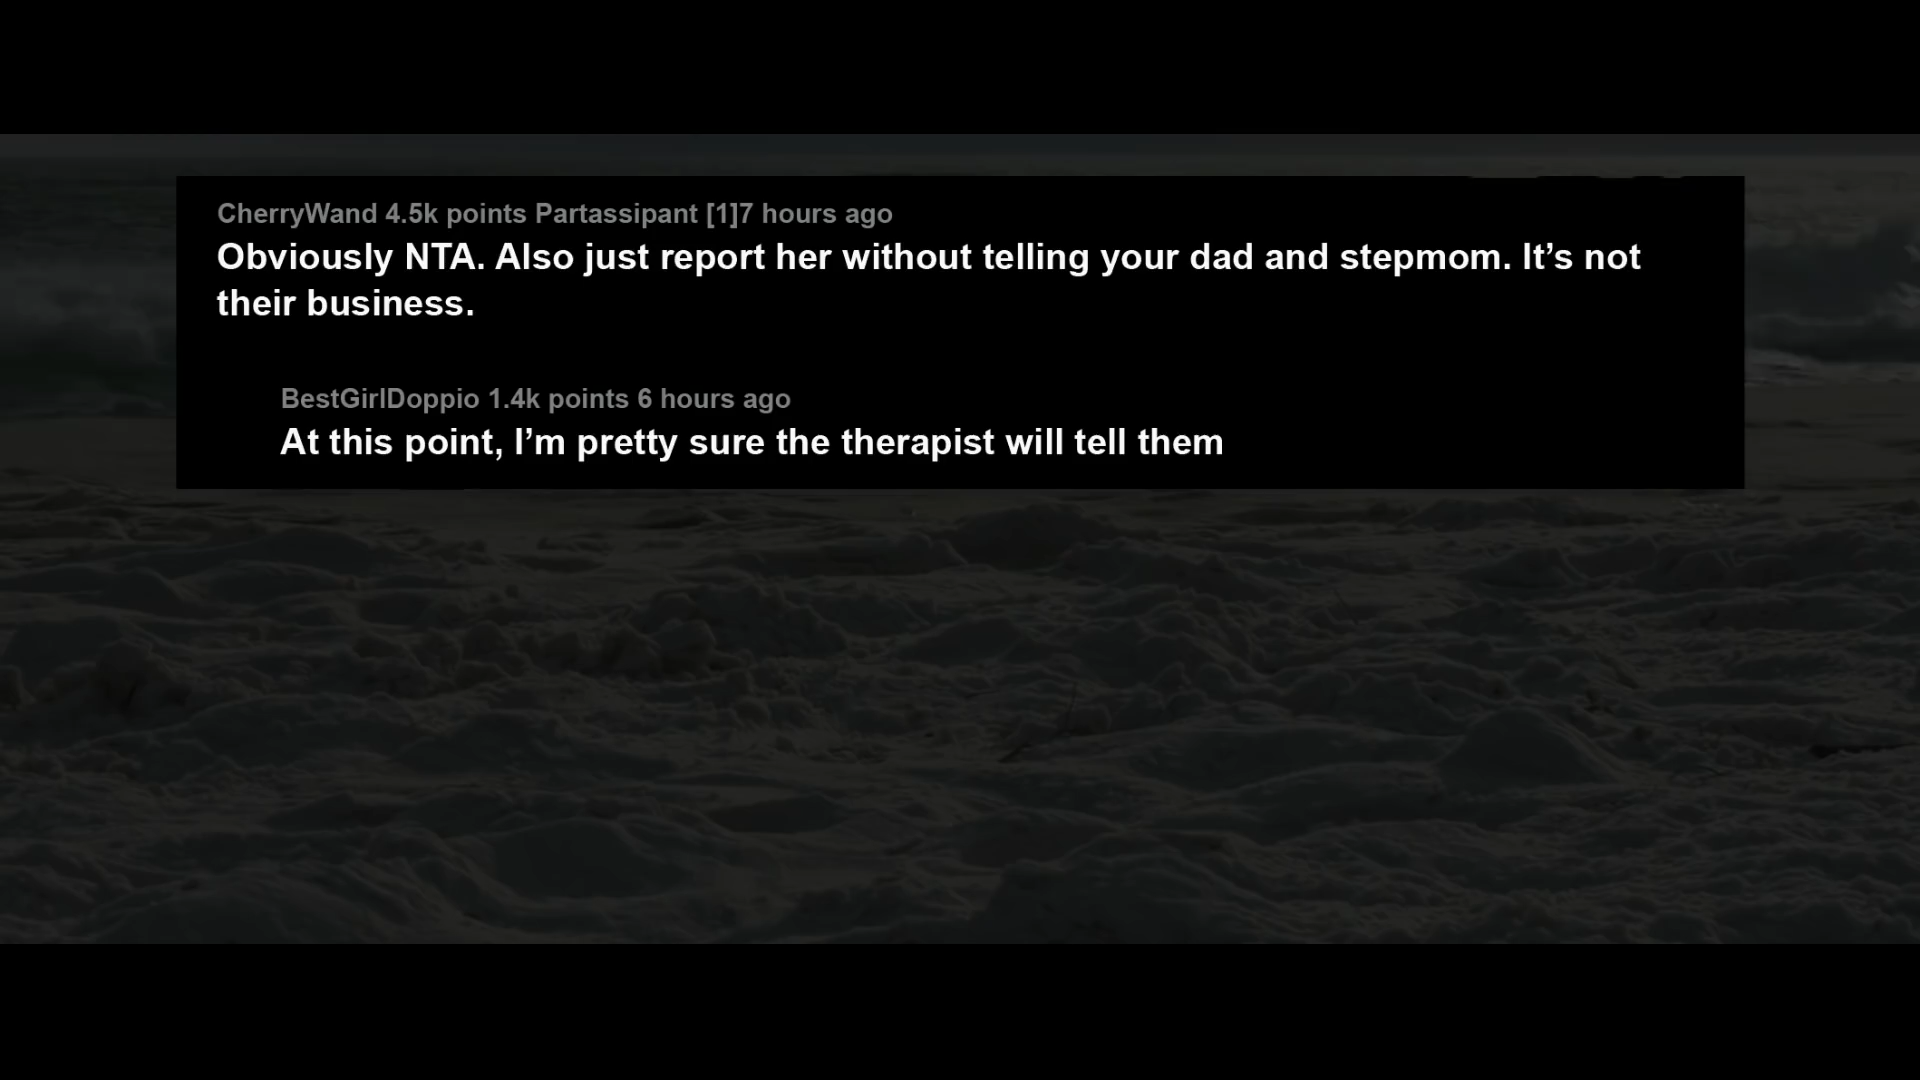 CherryWand 4.5k points Partassipant [1]7 hours ago
Obviously NTA. Also just report her without telling your dad and stepmom. It’s not
their business.
BestGirlDoppio 1.4k points 6 hours ago
At this point, I’m pretty sure the therapist will tell them